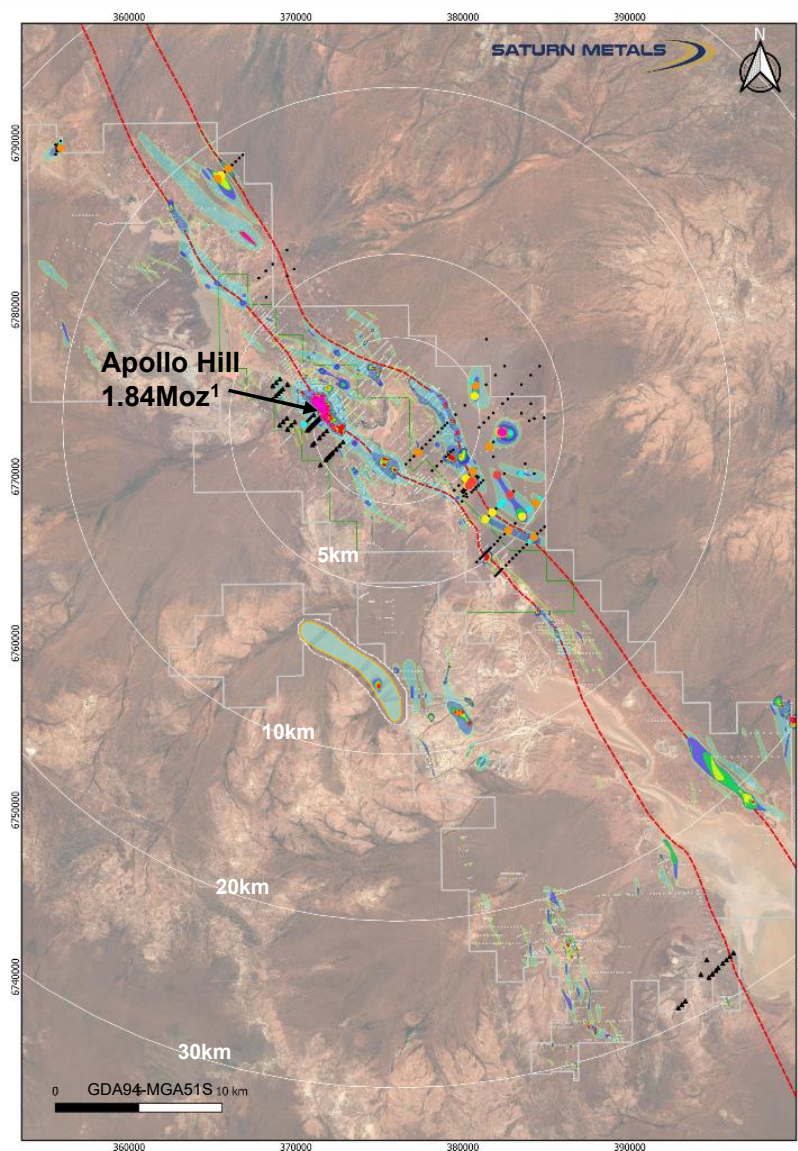 360000 370000 380000 390000
SATURN METALS
N
6790000
6780000
Apollo Hill
1.84Moz¹
6770000
5km
6760000
10km
6750000
20km
6740000
30km
0 GDA94-MGA51S 10 km
360000 370000 380000 390000